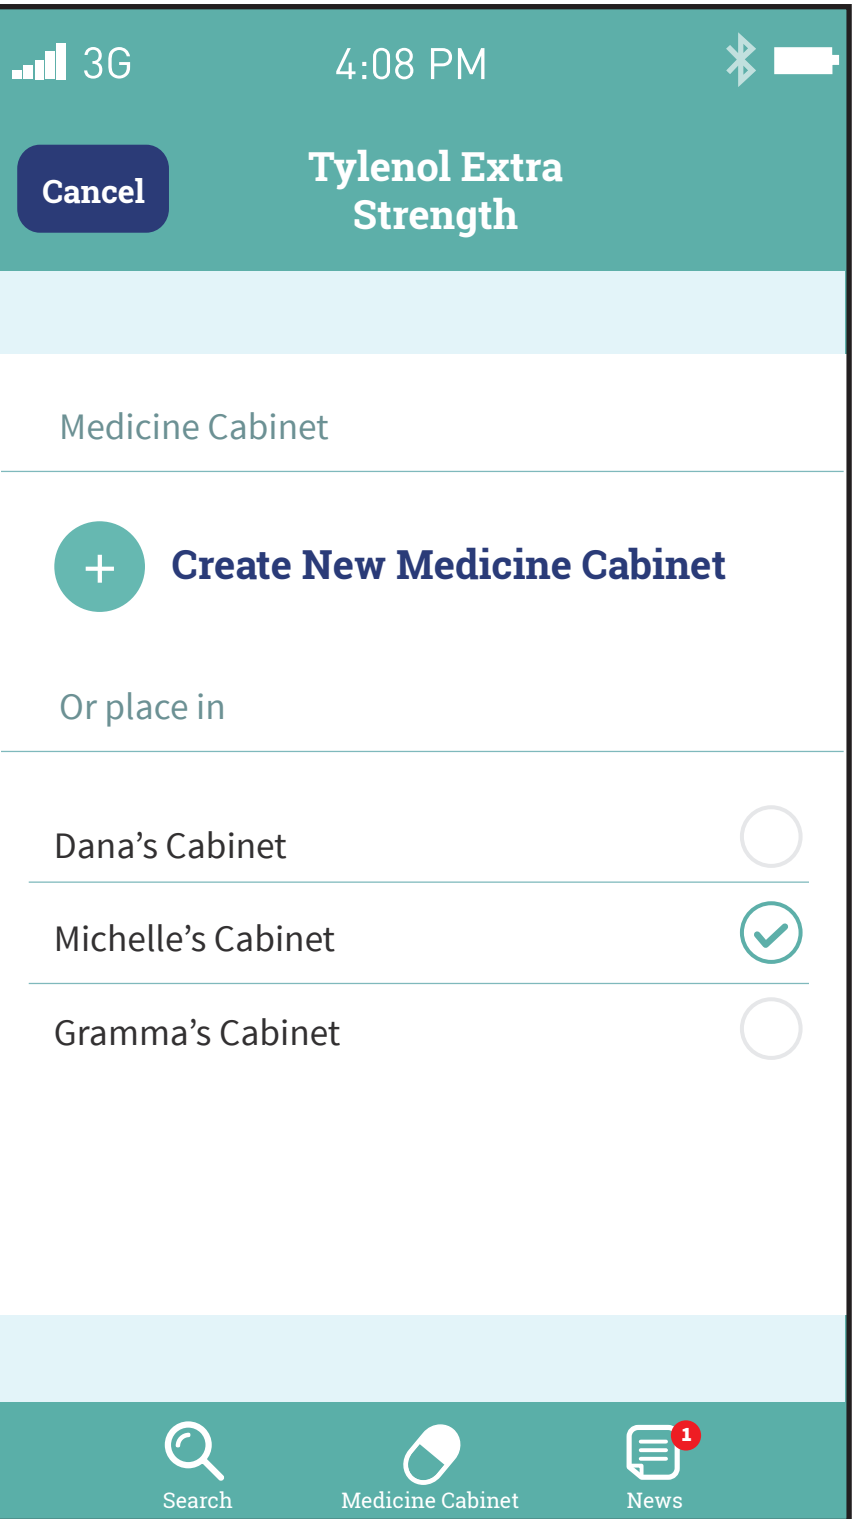 3G
4:08 PM
Cancel
Tylenol Extra
Strength
Medicine Cabinet
+
Create New Medicine Cabinet
Or place in
Dana’s Cabinet
Michelle’s Cabinet
Gramma’s Cabinet
1
Search
Medicine Cabinet
News